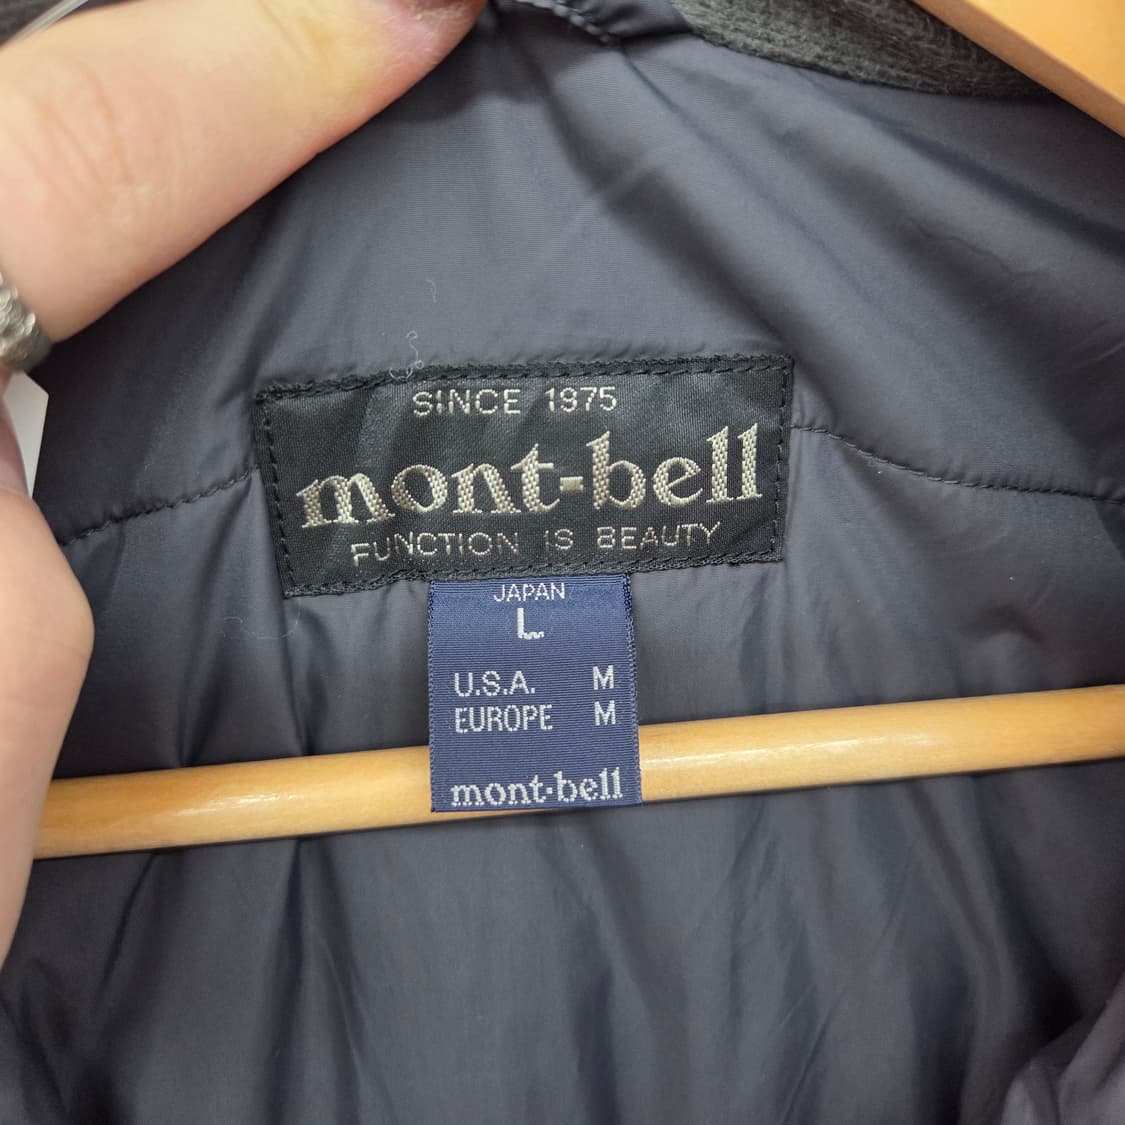 SINCE 1975
mont-bell
FUNCTION IS BEAUTY
JAPAN
L
U.S.A. M
EUROPE M
mont-bell